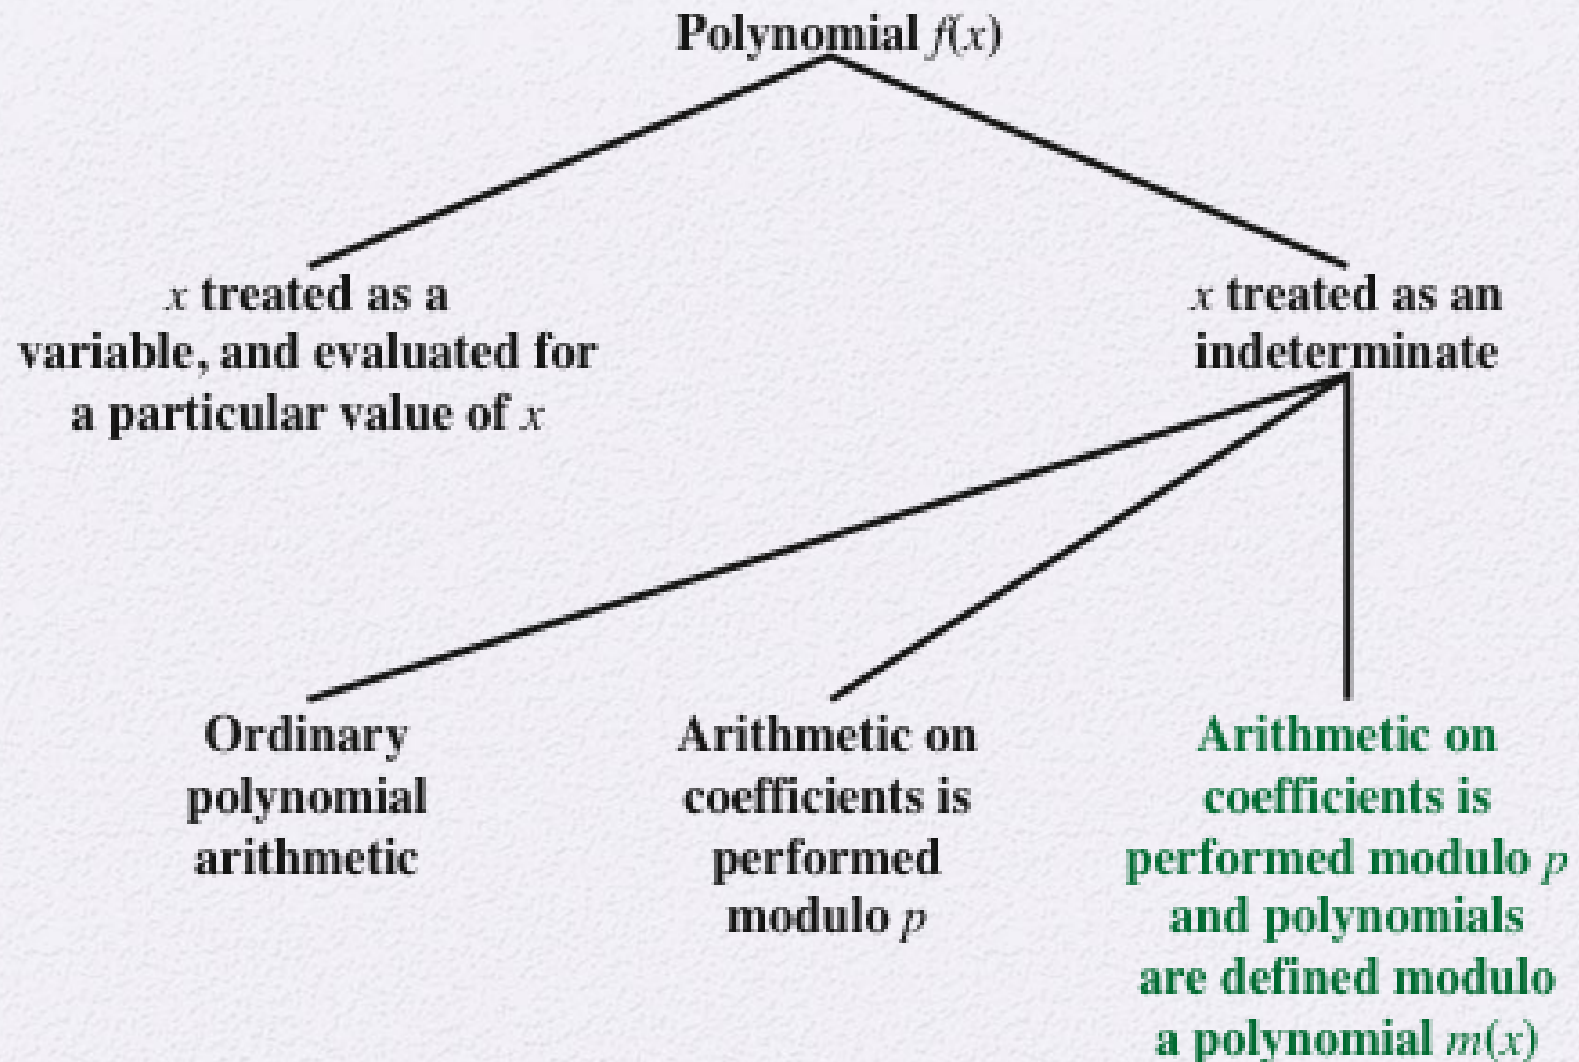 Polynomial f(x)
x treated as a
variable, and evaluated for
a particular value of x
x treated as an
indeterminate
Ordinary
polynomial
arithmetic
Arithmetic on
coefficients is
performed
modulo p
Arithmetic on
coefficients is
performed modulo p
and polynomials
are defined modulo
a polynomial m(x)